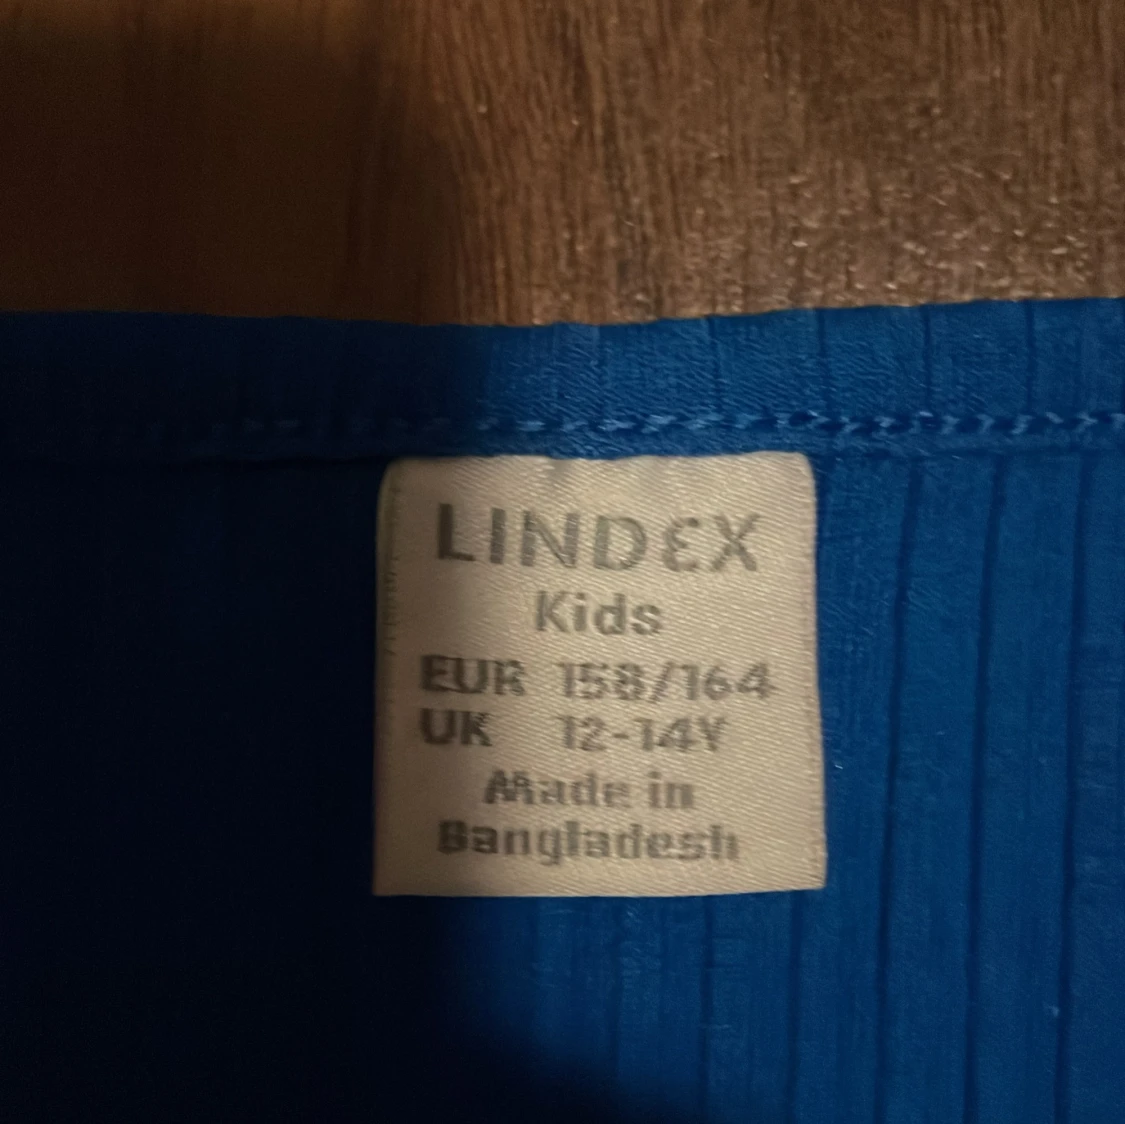 LINDEX
Kids
EUR 158/164
UK 12-14Y
Made in
Bangladesh